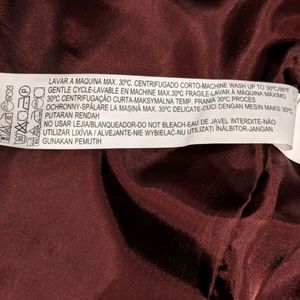 LAVAR A MAQUINA MAX. 30ºC. CENTRIFUGADO CORTO-MACHINE WASH UP TO 30ºC/86ºF
GENTLE CYCLE-LAVABLE EN MACHINE MAX.30ºC FRAGILE-LAVAR À MÁQUINA MÁXIMO
30ºC CENTRIFUGAÇÃO CURTA-MAKSYMALNA TEMP. PRANIA 30ºC PROCES
OCHRONNY-SPĂLARE LA MAȘINĂ MAX 30ºC DELICATE-CUCI DENGAN MESIN MAKS 30ºC
PUTARAN RENDAH
NO USAR LEJIA/BLANQUEADOR-DO NOT BLEACH-EAU DE JAVEL INTERDITE-NÃO
UTILIZAR LIXÍVIA / ALVEJANTE-NIE WYBIELAĆ-NU UTILIZAȚI ÎNĂLBITOR-JANGAN
GUNAKAN PEMUTIH